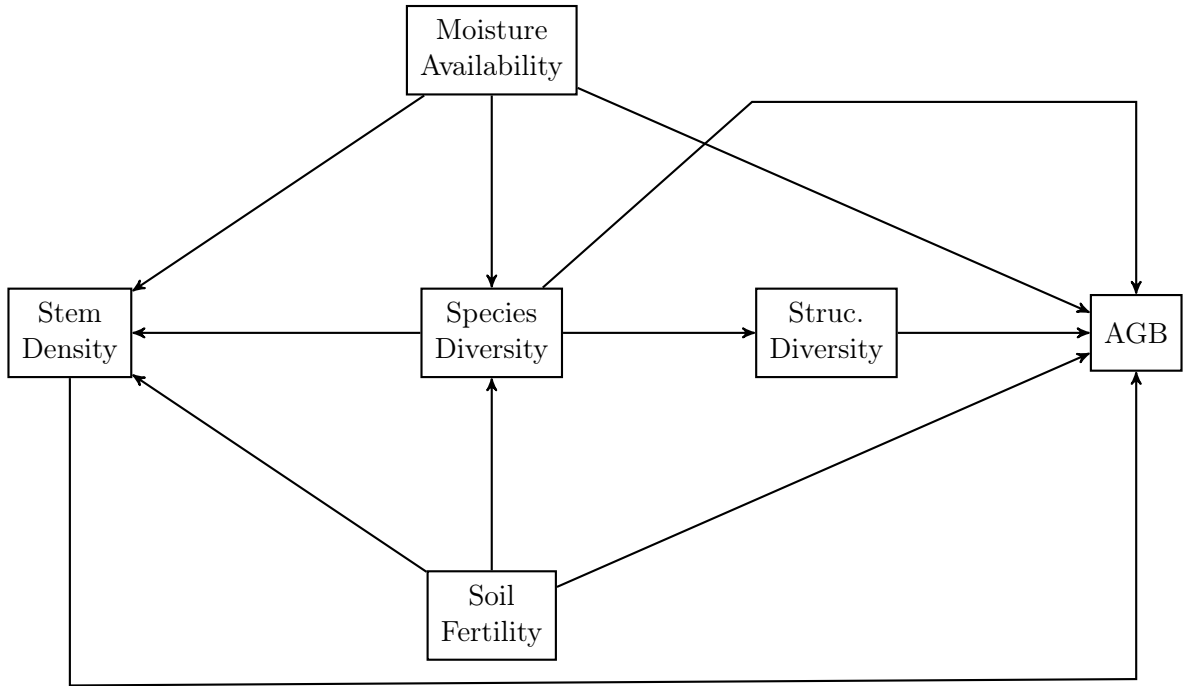 Moisture
Availability
Stem
Density
Species
Diversity
Struc.
Diversity
AGB
Soil
Fertility